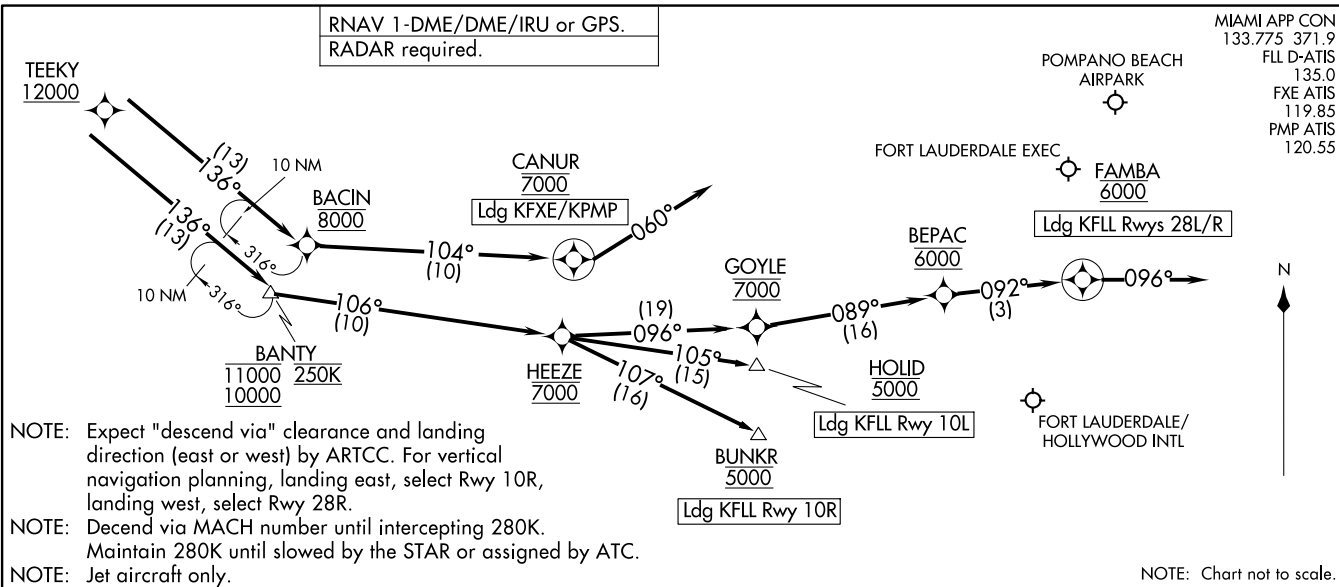 RNAV 1-DME/DME/IRU or GPS.
RADAR required.
MIAMI APP CON
133.775 371.9
FLL D-ATIS
135.0
FXE ATIS
119.85
PMP ATIS
120.55
TEEKY
12000
(13)
136°
10 NM
BACIN
8000
316°
136°
(13)
10 NM
316°
CANUR
7000
Ldg KFXE/KPMP
060°
104°
(10)
POMPANO BEACH
AIRPARK
FORT LAUDERDALE EXEC
FAMBA
6000
Ldg KFLL Rwys 28L/R
BEPAC
6000
GOYLE
7000
096°
092°
(3)
089°
(16)
(19)
096°
106°
(10)
BANTY
11000 250K
10000
HEEZE
7000
105°
(15)
107°
(16)
HOLID
5000
Ldg KFLL Rwy 10L
BUNKR
5000
Ldg KFLL Rwy 10R
FORT LAUDERDALE/
HOLLYWOOD INTL
N
NOTE: Expect "descend via" clearance and landing
direction (east or west) by ARTCC. For vertical
navigation planning, landing east, select Rwy 10R,
landing west, select Rwy 28R.
NOTE: Decend via MACH number until intercepting 280K.
Maintain 280K until slowed by the STAR or assigned by ATC.
NOTE: Jet aircraft only.
NOTE: Chart not to scale.